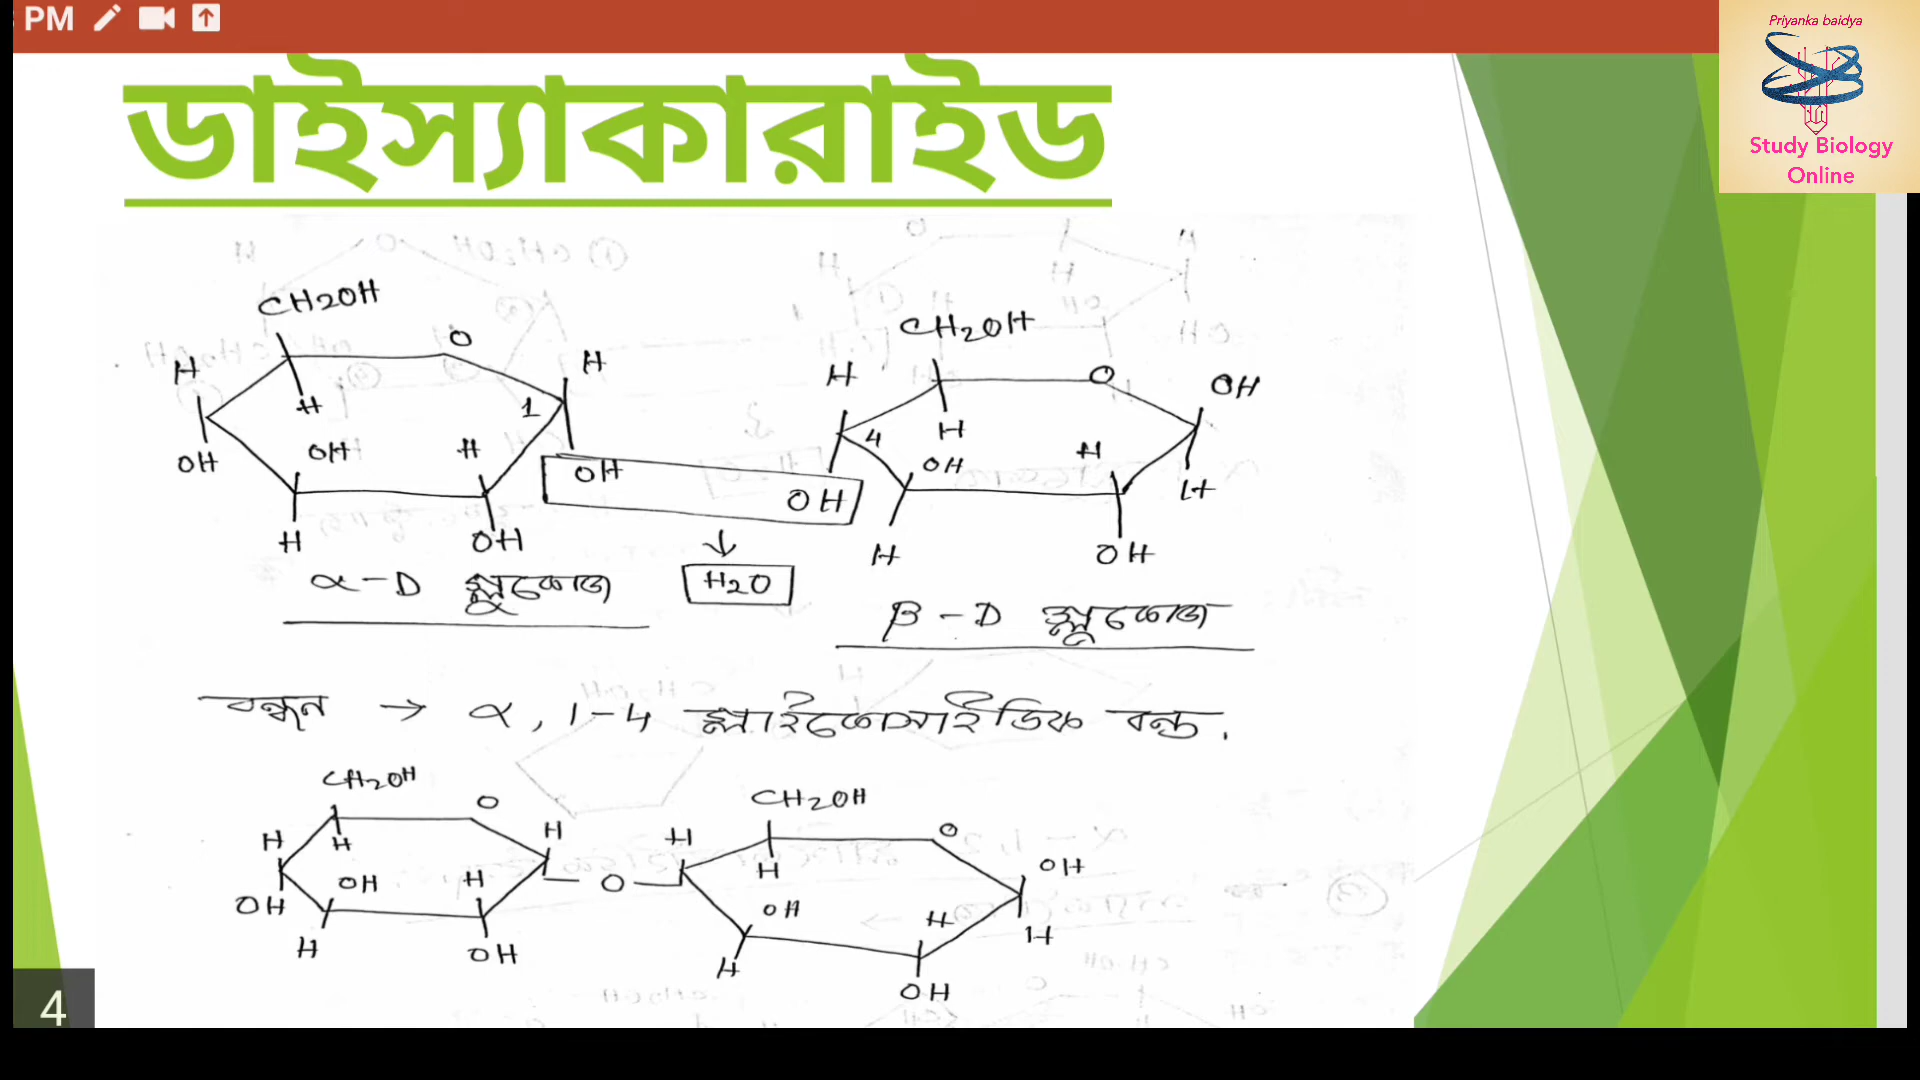 PM
Priyanka baidya
Study Biology
Online
ডাইস্যাকারাইড
CH2OH
O
H
H
H
1
OH
OH
H
OH
H
OH
CH2OH
O
OH
H
4
H
OH
H
H
OH
H
OH
↓
H2O
α-D গ্লুকোজ
β-D গ্লুকোজ
বন্ধন → α, 1-4 গ্লাইকোসাইডিক বন্ড.
CH2OH
O
H
H
H
OH
OH
H
H
OH
O
CH2OH
O
H
H
OH
OH
H
H
H
OH
4